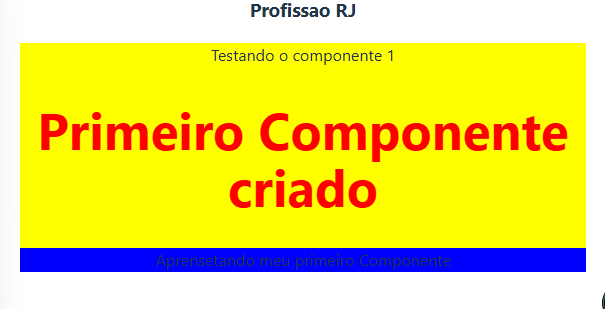 Profissao RJ
Testando o componente 1
Primeiro Componente
criado
Aprensetando meu primeiro Componente